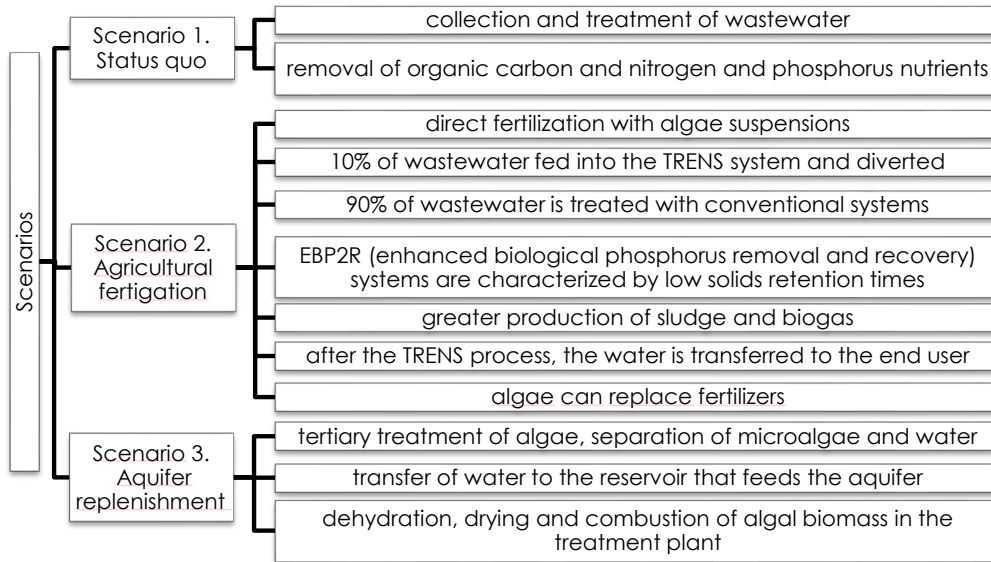 Scenarios
Scenario 1.
Status quo
collection and treatment of wastewater
removal of organic carbon and nitrogen and phosphorus nutrients
Scenario 2.
Agricultural
fertigation
direct fertilization with algae suspensions
10% of wastewater fed into the TRENS system and diverted
90% of wastewater is treated with conventional systems
EBP2R (enhanced biological phosphorus removal and recovery)
systems are characterized by low solids retention times
greater production of sludge and biogas
after the TRENS process, the water is transferred to the end user
algae can replace fertilizers
Scenario 3.
Aquifer
replenishment
tertiary treatment of algae, separation of microalgae and water
transfer of water to the reservoir that feeds the aquifer
dehydration, drying and combustion of algal biomass in the
treatment plant